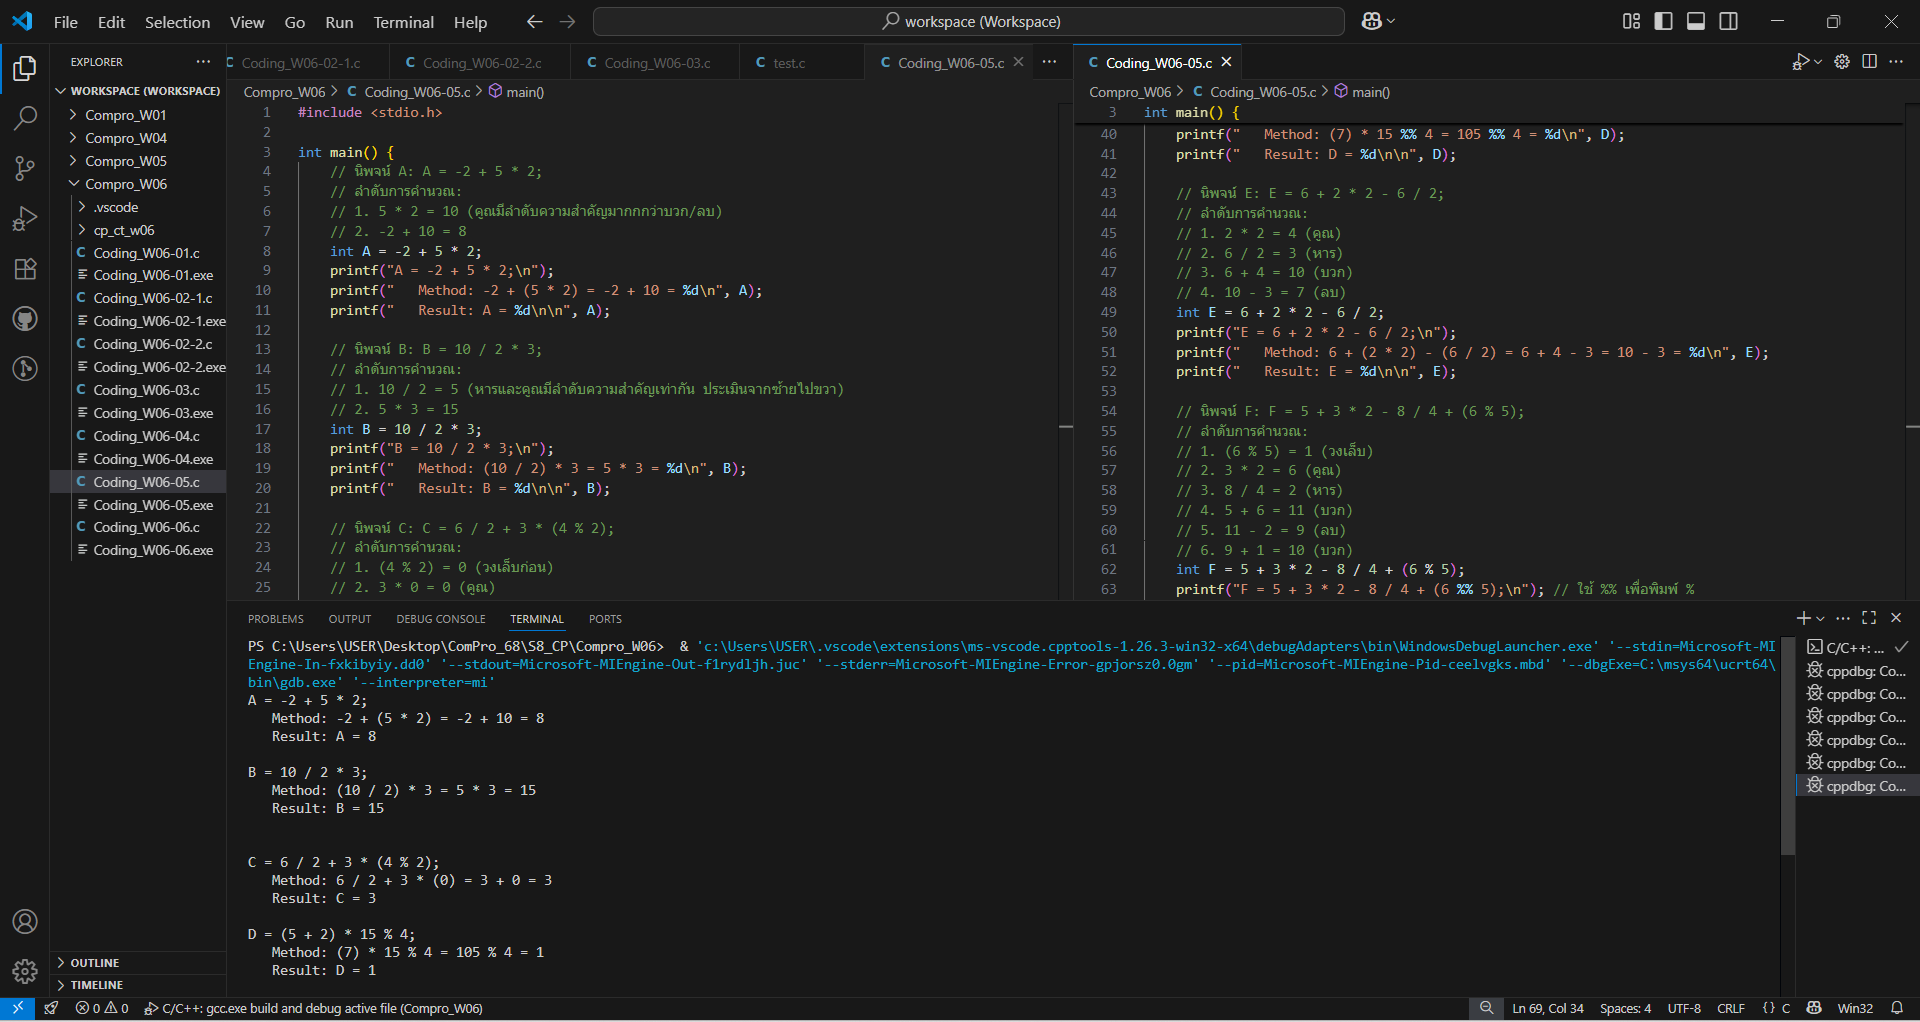 File Edit Selection View Go Run Terminal Help
workspace (Workspace)
EXPLORER
WORKSPACE (WORKSPACE)
Compro_W01
Compro_W04
Compro_W05
Compro_W06
.vscode
cp_ct_w06
Coding_W06-01.c
Coding_W06-01.exe
Coding_W06-02-1.c
Coding_W06-02-1.exe
Coding_W06-02-2.c
Coding_W06-02-2.exe
Coding_W06-03.c
Coding_W06-03.exe
Coding_W06-04.c
Coding_W06-04.exe
Coding_W06-05.c
Coding_W06-05.exe
Coding_W06-06.c
Coding_W06-06.exe
OUTLINE
TIMELINE
C Coding_W06-02-1.c C Coding_W06-02-2.c C Coding_W06-03.c C test.c C Coding_W06-05.c
Compro_W06 > C Coding_W06-05.c > main()
1 #include <stdio.h>
2
3 int main() {
4 // นิพจน์ A: A = -2 + 5 * 2;
5 // ลำดับการคำนวณ:
6 // 1. 5 * 2 = 10 (คูณมีลำดับความสำคัญมากกกว่าบวก/ลบ)
7 // 2. -2 + 10 = 8
8 int A = -2 + 5 * 2;
9 printf("A = -2 + 5 * 2;\n");
10 printf("   Method: -2 + (5 * 2) = -2 + 10 = %d\n", A);
11 printf("   Result: A = %d\n\n", A);
12
13 // นิพจน์ B: B = 10 / 2 * 3;
14 // ลำดับการคำนวณ:
15 // 1. 10 / 2 = 5 (หารและคูณมีลำดับความสำคัญเท่ากัน ประเมินจากซ้ายไปขวา)
16 // 2. 5 * 3 = 15
17 int B = 10 / 2 * 3;
18 printf("B = 10 / 2 * 3;\n");
19 printf("   Method: (10 / 2) * 3 = 5 * 3 = %d\n", B);
20 printf("   Result: B = %d\n\n", B);
21
22 // นิพจน์ C: C = 6 / 2 + 3 * (4 % 2);
23 // ลำดับการคำนวณ:
24 // 1. (4 % 2) = 0 (วงเล็บก่อน)
25 // 2. 3 * 0 = 0 (คูณ)
C Coding_W06-05.c
Compro_W06 > C Coding_W06-05.c > main()
3 int main() {
40 printf("   Method: (7) * 15 %% 4 = 105 %% 4 = %d\n", D);
41 printf("   Result: D = %d\n\n", D);
42
43 // นิพจน์ E: E = 6 + 2 * 2 - 6 / 2;
44 // ลำดับการคำนวณ:
45 // 1. 2 * 2 = 4 (คูณ)
46 // 2. 6 / 2 = 3 (หาร)
47 // 3. 6 + 4 = 10 (บวก)
48 // 4. 10 - 3 = 7 (ลบ)
49 int E = 6 + 2 * 2 - 6 / 2;
50 printf("E = 6 + 2 * 2 - 6 / 2;\n");
51 printf("   Method: 6 + (2 * 2) - (6 / 2) = 6 + 4 - 3 = 10 - 3 = %d\n", E);
52 printf("   Result: E = %d\n\n", E);
53
54 // นิพจน์ F: F = 5 + 3 * 2 - 8 / 4 + (6 % 5);
55 // ลำดับการคำนวณ:
56 // 1. (6 % 5) = 1 (วงเล็บ)
57 // 2. 3 * 2 = 6 (คูณ)
58 // 3. 8 / 4 = 2 (หาร)
59 // 4. 5 + 6 = 11 (บวก)
60 // 5. 11 - 2 = 9 (ลบ)
61 // 6. 9 + 1 = 10 (บวก)
62 int F = 5 + 3 * 2 - 8 / 4 + (6 % 5);
63 printf("F = 5 + 3 * 2 - 8 / 4 + (6 %% 5);\n"); // ใช้ %% เพื่อพิมพ์ %
PROBLEMS OUTPUT DEBUG CONSOLE TERMINAL PORTS
PS C:\Users\USER\Desktop\ComPro_68\S8_CP\Compro_W06>  & 'c:\Users\USER\.vscode\extensions\ms-vscode.cpptools-1.26.3-win32-x64\debugAdapters\bin\WindowsDebugLauncher.exe' '--stdin=Microsoft-MI
Engine-In-fxkibyiy.dd0' '--stdout=Microsoft-MIEngine-Out-f1rydljh.juc' '--stderr=Microsoft-MIEngine-Error-gpjorsz0.0gm' '--pid=Microsoft-MIEngine-Pid-ceelvgks.mbd' '--dbgExe=C:\msys64\ucrt64\
bin\gdb.exe' '--interpreter=mi'
A = -2 + 5 * 2;
   Method: -2 + (5 * 2) = -2 + 10 = 8
   Result: A = 8
B = 10 / 2 * 3;
   Method: (10 / 2) * 3 = 5 * 3 = 15
   Result: B = 15
C = 6 / 2 + 3 * (4 % 2);
   Method: 6 / 2 + 3 * (0) = 3 + 0 = 3
   Result: C = 3
D = (5 + 2) * 15 % 4;
   Method: (7) * 15 % 4 = 105 % 4 = 1
   Result: D = 1
C/C++: ...
cppdbg: Co...
cppdbg: Co...
cppdbg: Co...
cppdbg: Co...
cppdbg: Co...
cppdbg: Co...
0 0 C/C++: gcc.exe build and debug active file (Compro_W06) Ln 69, Col 34 Spaces: 4 UTF-8 CRLF {} C Win32